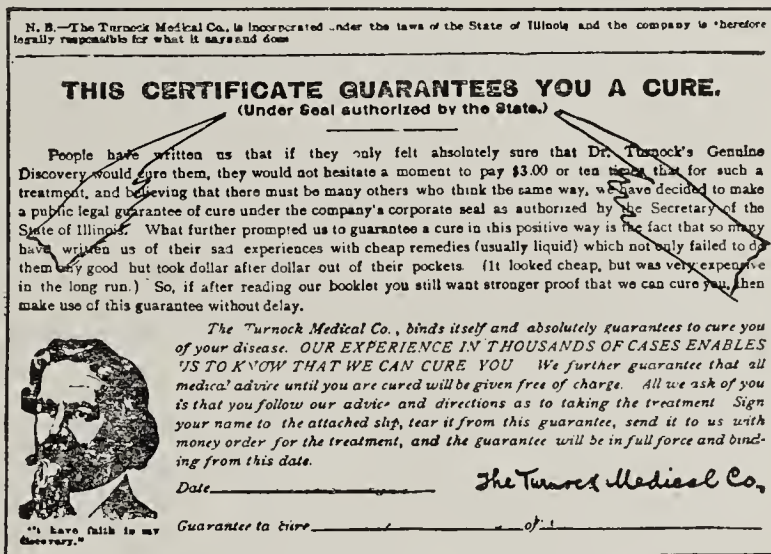 N. B.—The Turnock Medical Co. is incorporated under the laws of the State of Illinois and the company is therefore
legally responsible for what it says and does
THIS CERTIFICATE GUARANTEES YOU A CURE.
(Under Seal authorized by the State.)
People have written us that if they only felt absolutely sure that Dr. Turnock's Genuine
Discovery would cure them, they would not hesitate a moment to pay $3.00 or ten times that for such a
treatment, and believing that there must be many others who think the same way, we have decided to make
a public legal guarantee of cure under the company's corporate seal as authorized by the Secretary of the
State of Illinois. What further prompted us to guarantee a cure in this positive way is the fact that so many
have written us of their sad experiences with cheap remedies (usually liquid) which not only failed to do
them any good but took dollar after dollar out of their pockets. (It looked cheap, but was very expensive
in the long run.) So, if after reading our booklet you still want stronger proof that we can cure you, then
make use of this guarantee without delay.
The Turnock Medical Co., binds itself and absolutely guarantees to cure you
of your disease. OUR EXPERIENCE IN THOUSANDS OF CASES ENABLES
US TO KNOW THAT WE CAN CURE YOU We further guarantee that all
medical advice until you are cured will be given free of charge. All we ask of you
is that you follow our advice and directions as to taking the treatment Sign
your name to the attached slip, tear it from this guarantee, send it to us with
money order for the treatment, and the guarantee will be in full force and bind-
ing from this date.
Date The Turnock Medical Co.
"I have faith in my
discovery."
Guarantee to cure of